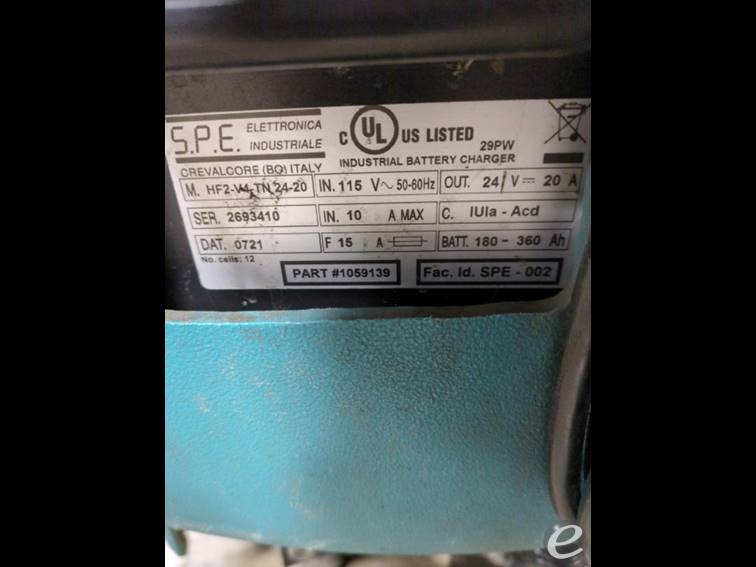 S.P.E. ELETTRONICA INDUSTRIALE
c UL US LISTED 29PW
CREVALCORE (BO) ITALY INDUSTRIAL BATTERY CHARGER
M. HF2-W4-TN 24-20 IN. 115 V~ 50-60Hz OUT. 24 V 20 A
SER. 2693410 IN. 10 A MAX C. IUIa - Acd
DAT. 0721 F 15 A BATT. 180 - 360 Ah
No. cells: 12
PART #1059139 Fac. Id. SPE - 002
e